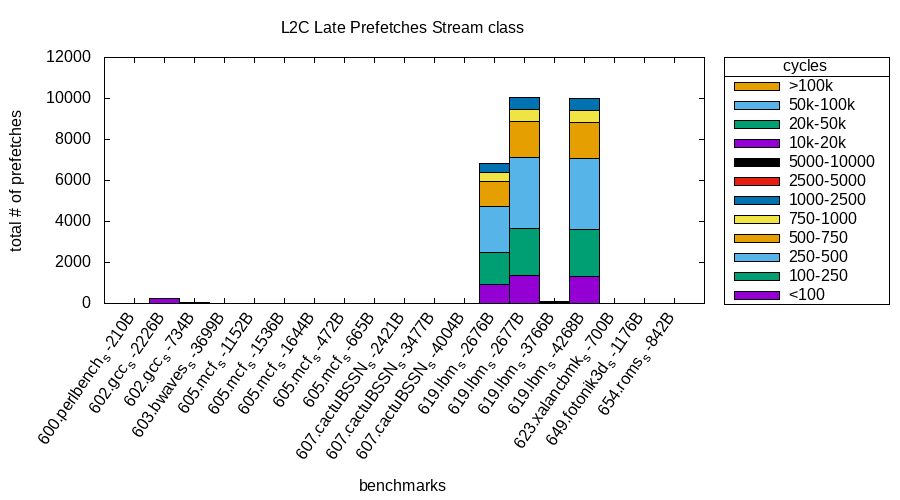 L2C Late Prefetches Stream class
total # of prefetches
12000
10000
8000
6000
4000
2000
0
600.perlbench_s -210B
602.gcc_s -2226B
602.gcc_s -734B
603.bwaves_s -3699B
605.mcf_s -1152B
605.mcf_s -1536B
605.mcf_s -1644B
605.mcf_s -472B
605.mcf_s -665B
607.cactuBSSN_s -2421B
607.cactuBSSN_s -3477B
607.cactuBSSN_s -4004B
619.lbm_s -2676B
619.lbm_s -2677B
619.lbm_s -3766B
619.lbm_s -4268B
623.xalancbmk_s -700B
649.fotonik3d_s -1176B
654.roms_s -842B
benchmarks
cycles
>100k
50k-100k
20k-50k
10k-20k
5000-10000
2500-5000
1000-2500
750-1000
500-750
250-500
100-250
<100